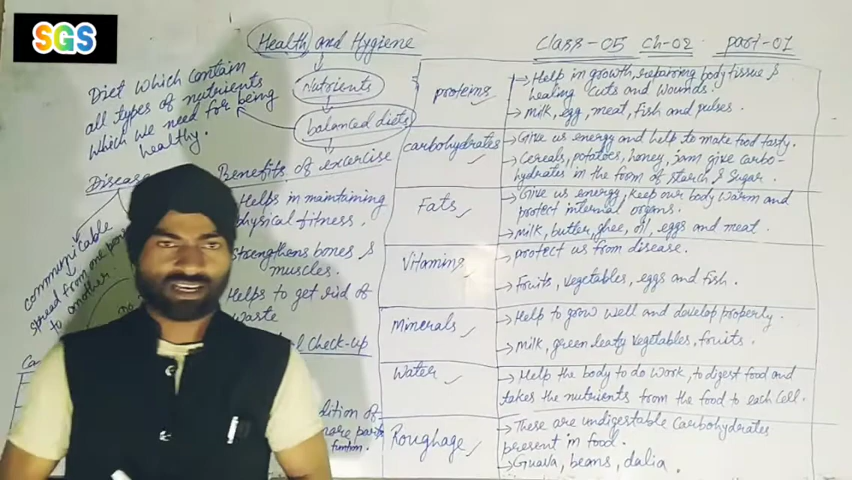 SGS
Health and Hygiene
Class-05 Ch-02 part-01
Nutrients
balanced diets
Diet which contain
all types of nutrients
which we need for being
healthy.
Disease
communicable
spread from one
to another.
Benefits of excercise
Helps in maintaining
physical fitness.
strengthens bones &
muscles.
Helps to get rid of
waste
check-up
proteins
Help in growth, repairing body tissue &
healing cuts and wounds.
milk, egg, meat, fish and pulses.
carbohydrates
Give us energy and help to make food tasty.
Cereals, potatoes, honey, jam give carbo-
hydrates in the form of starch & sugar.
Fats
Give us energy, keep our body warm and
protect internal organs.
milk, butter, ghee, oil, eggs and meat.
Vitamins
protect us from disease.
Fruits, vegetables, eggs and fish.
Minerals
Help to grow well and develop properly.
milk, green leafy vegetables, fruits.
Water
Help the body to do work, to digest food and
takes the nutrients from the food to each cell.
Roughage
These are undigestable Carbohydrates
present in food.
Guava, beans, dalia.